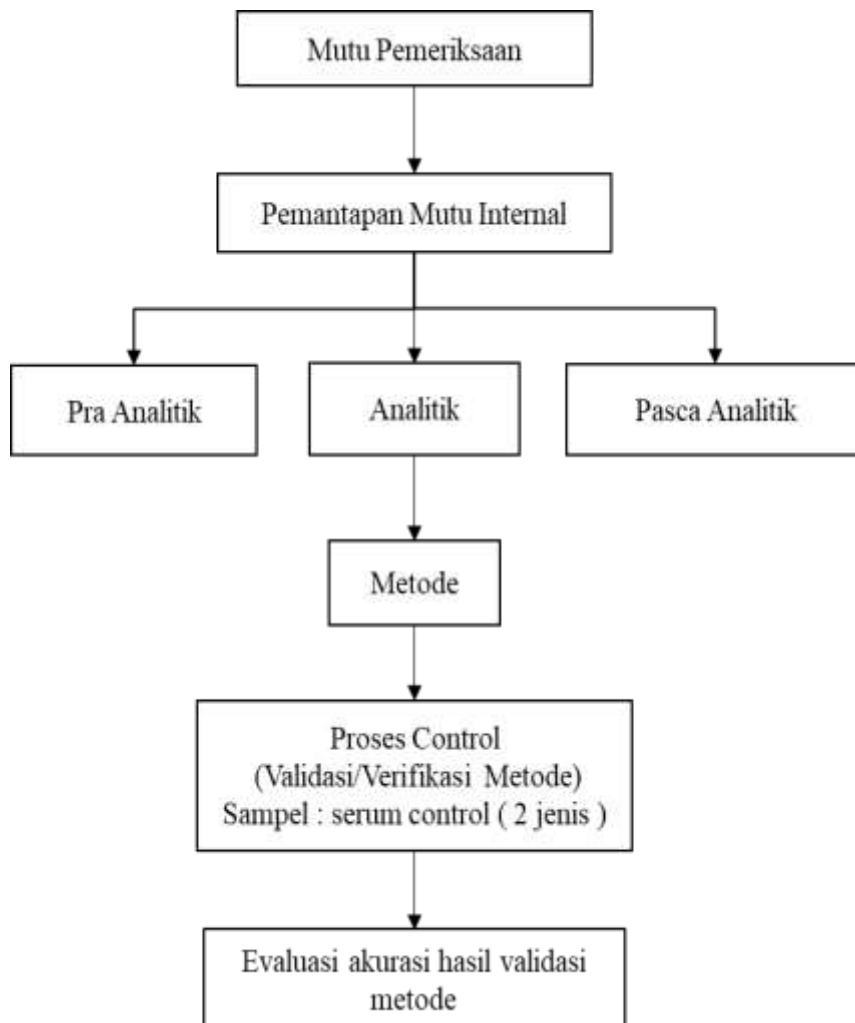 Mutu Pemeriksaan
Pemantapan Mutu Internal
Pra Analitik
Analitik
Pasca Analitik
Metode
Proses Control
(Validasi/Verifikasi Metode)
Sampel : serum control ( 2 jenis )
Evaluasi akurasi hasil validasi
metode